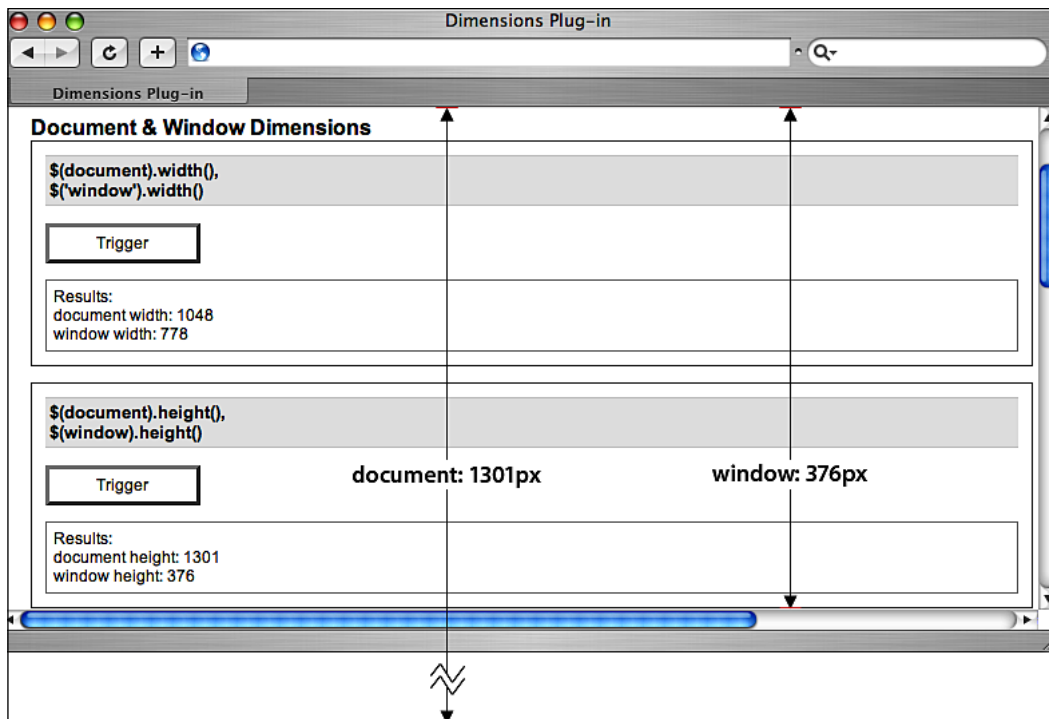 Dimensions Plug-in
Dimensions Plug-in
Document & Window Dimensions
$(document).width(),
$('window').width()
Trigger
Results:
document width: 1048
window width: 778
$(document).height(),
$(window).height()
Trigger
document: 1301px
window: 376px
Results:
document height: 1301
window height: 376